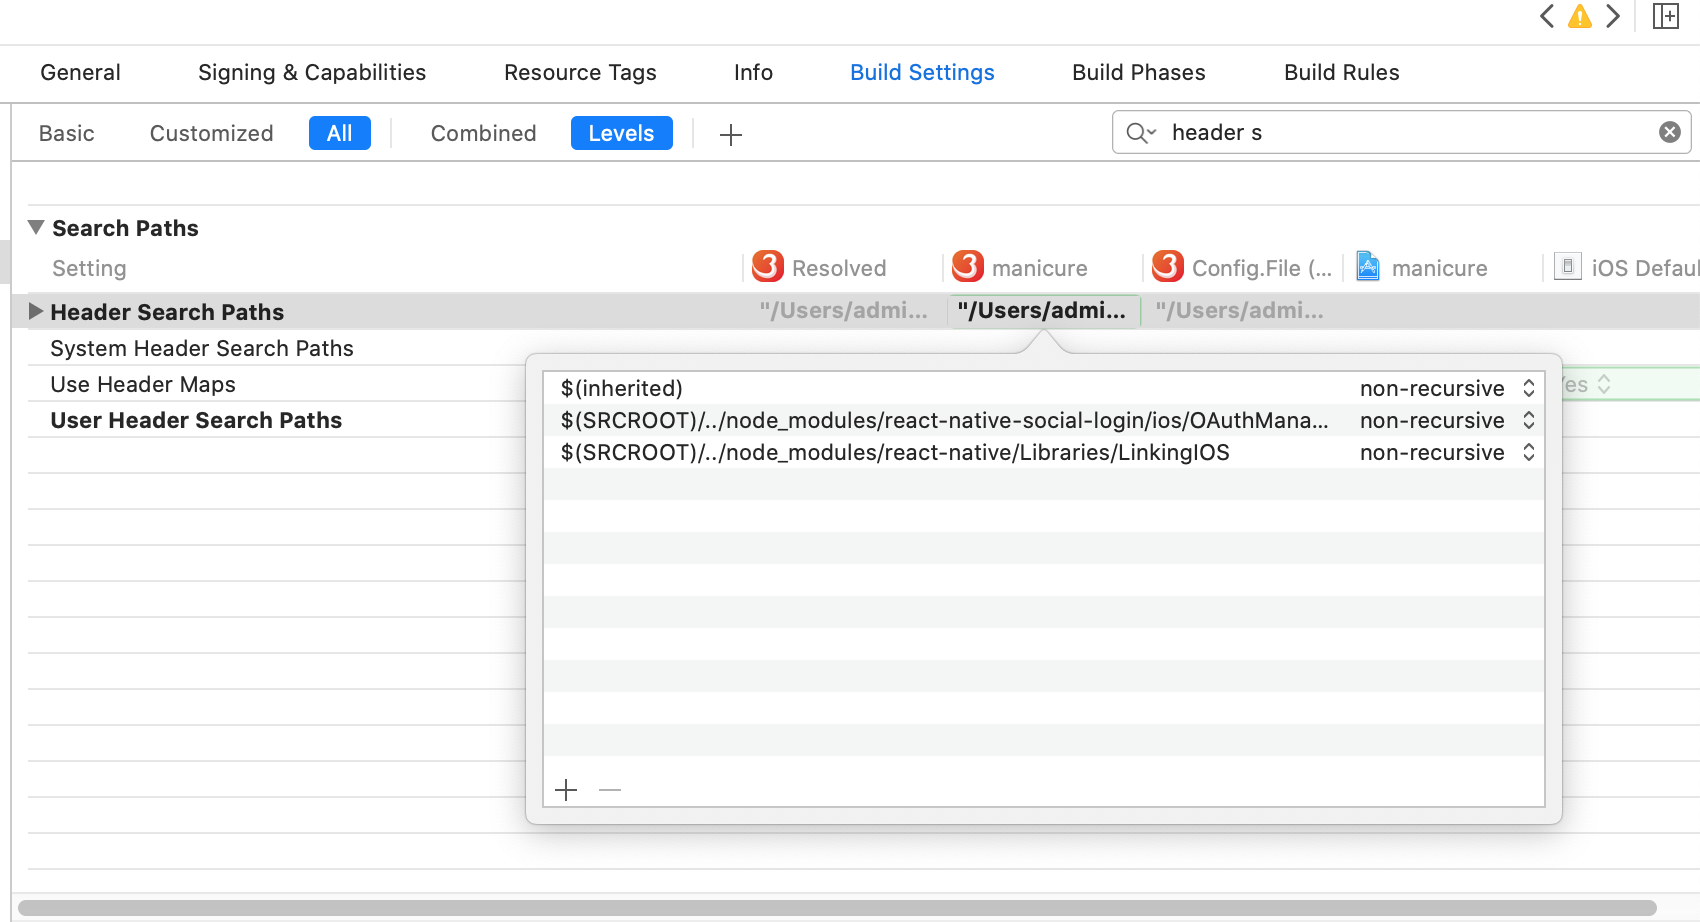 General Signing & Capabilities Resource Tags Info Build Settings Build Phases Build Rules
Basic Customized All Combined Levels header s
Search Paths
Setting Resolved manicure Config.File (... manicure iOS Defaul
Header Search Paths "/Users/admi... "/Users/admi... "/Users/admi...
System Header Search Paths
Use Header Maps Yes
User Header Search Paths
$(inherited) non-recursive
$(SRCROOT)/../node_modules/react-native-social-login/ios/OAuthMana... non-recursive
$(SRCROOT)/../node_modules/react-native/Libraries/LinkingIOS non-recursive